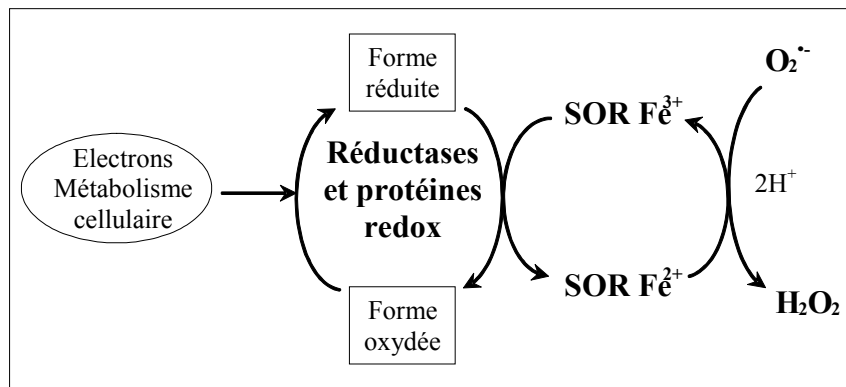 Electrons
Métabolisme
cellulaire
Forme
réduite
Réductases
et protéines
redox
Forme
oxydée
SOR Fe³⁺
SOR Fe²⁺
O₂•⁻
2H⁺
H₂O₂